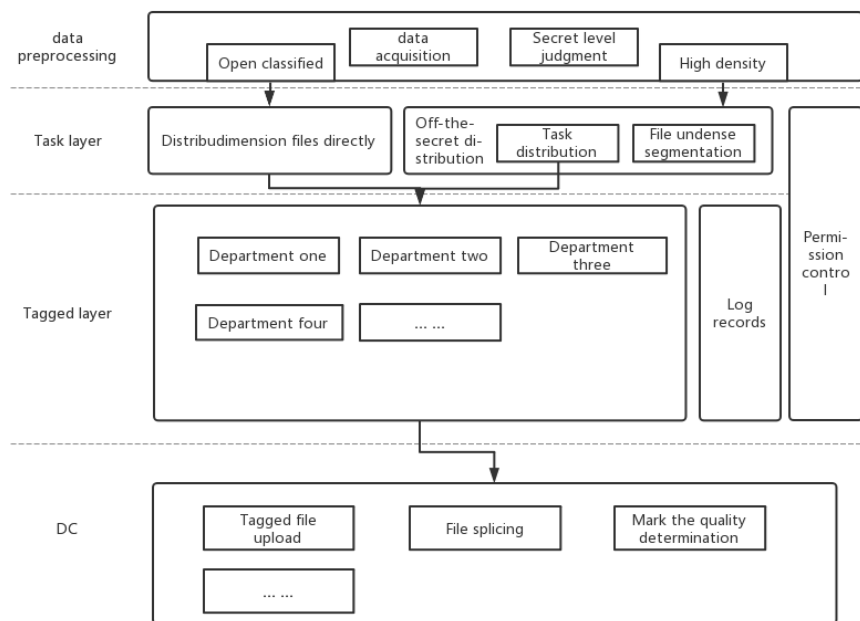 data
preprocessing
data
acquisition
Secret level
judgment
Open classified
High density
Task layer
Distribudimension files directly
Off-the-
secret di-
stribution
Task
distribution
File undense
segmentation
Permi-
ssion
contro
l
Tagged layer
Department one
Department two
Department
three
Department four
... ...
Log
records
DC
Tagged file
upload
File splicing
Mark the quality
determination
... ...